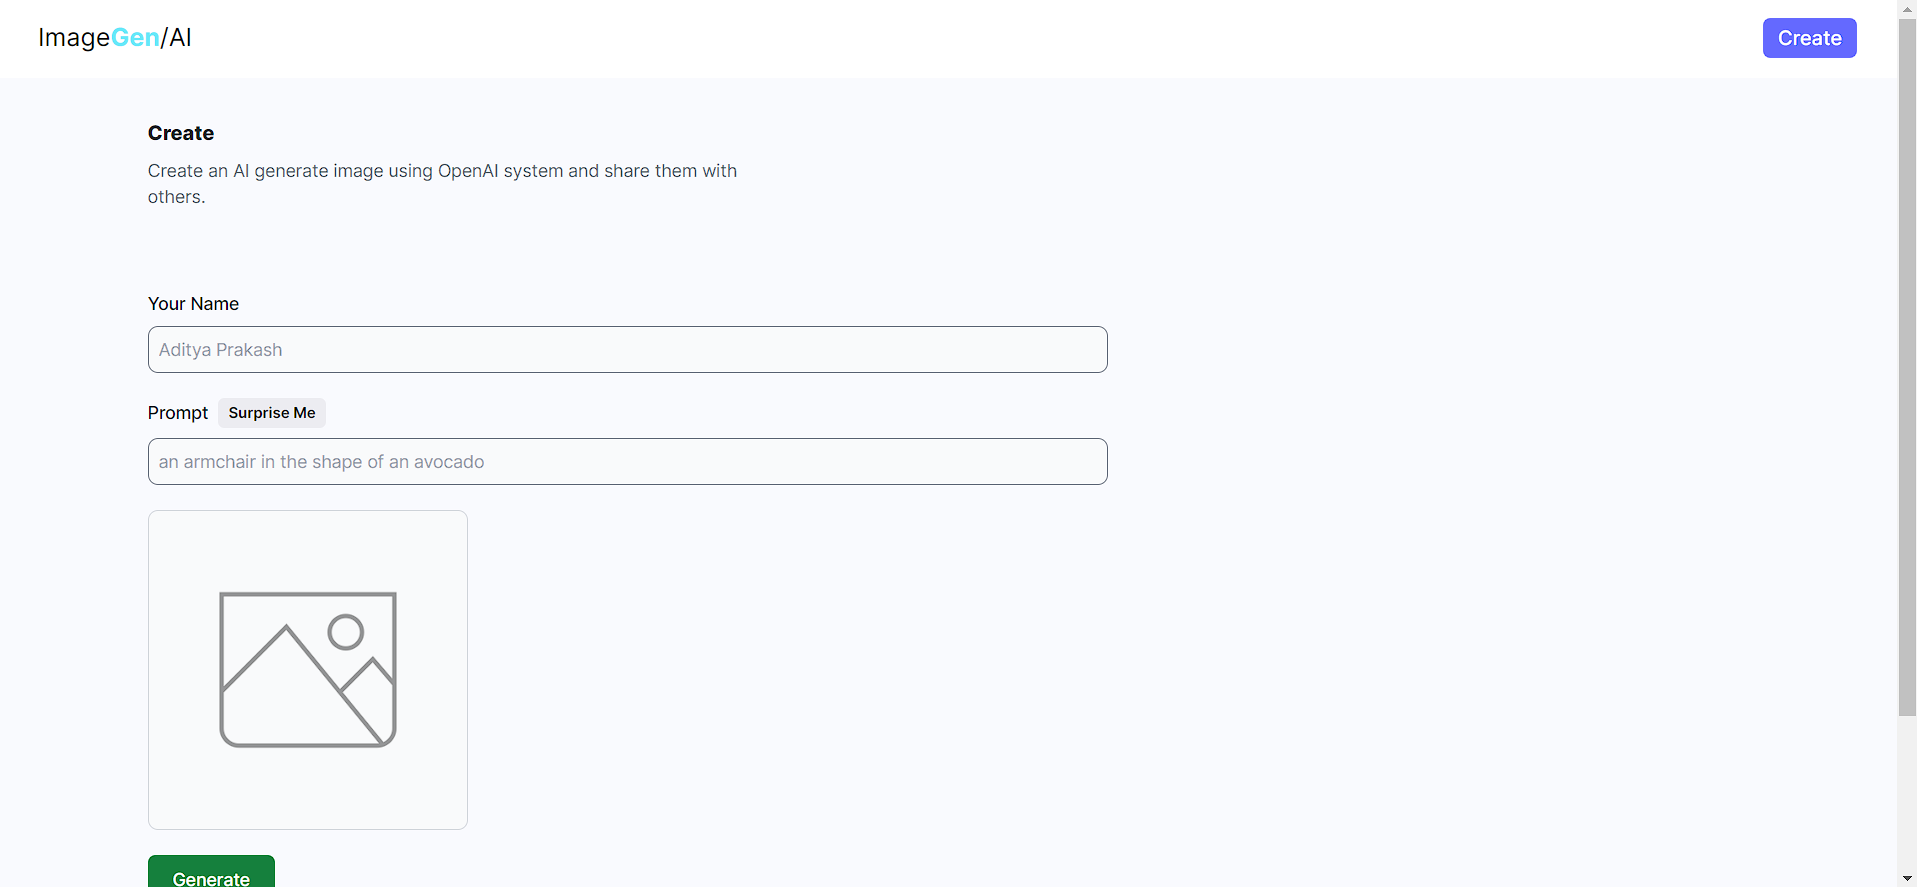 ImageGen/AI
Create
Create
Create an AI generate image using OpenAI system and share them with
others.
Your Name
Aditya Prakash
Prompt Surprise Me
an armchair in the shape of an avocado
Generate